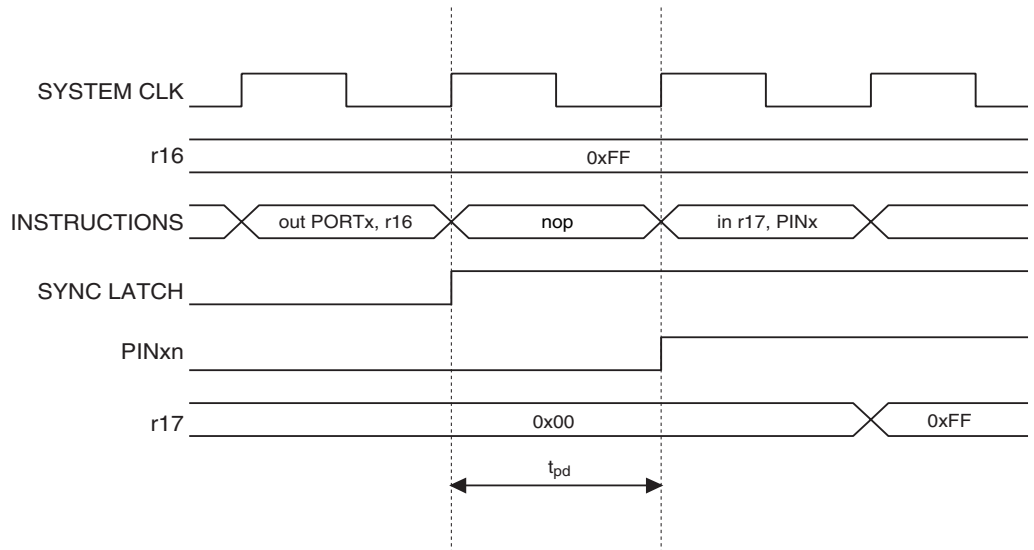 SYSTEM CLK
r16
0xFF
INSTRUCTIONS
out PORTx, r16
nop
in r17, PINx
SYNC LATCH
PINxn
r17
0x00
0xFF
tpd